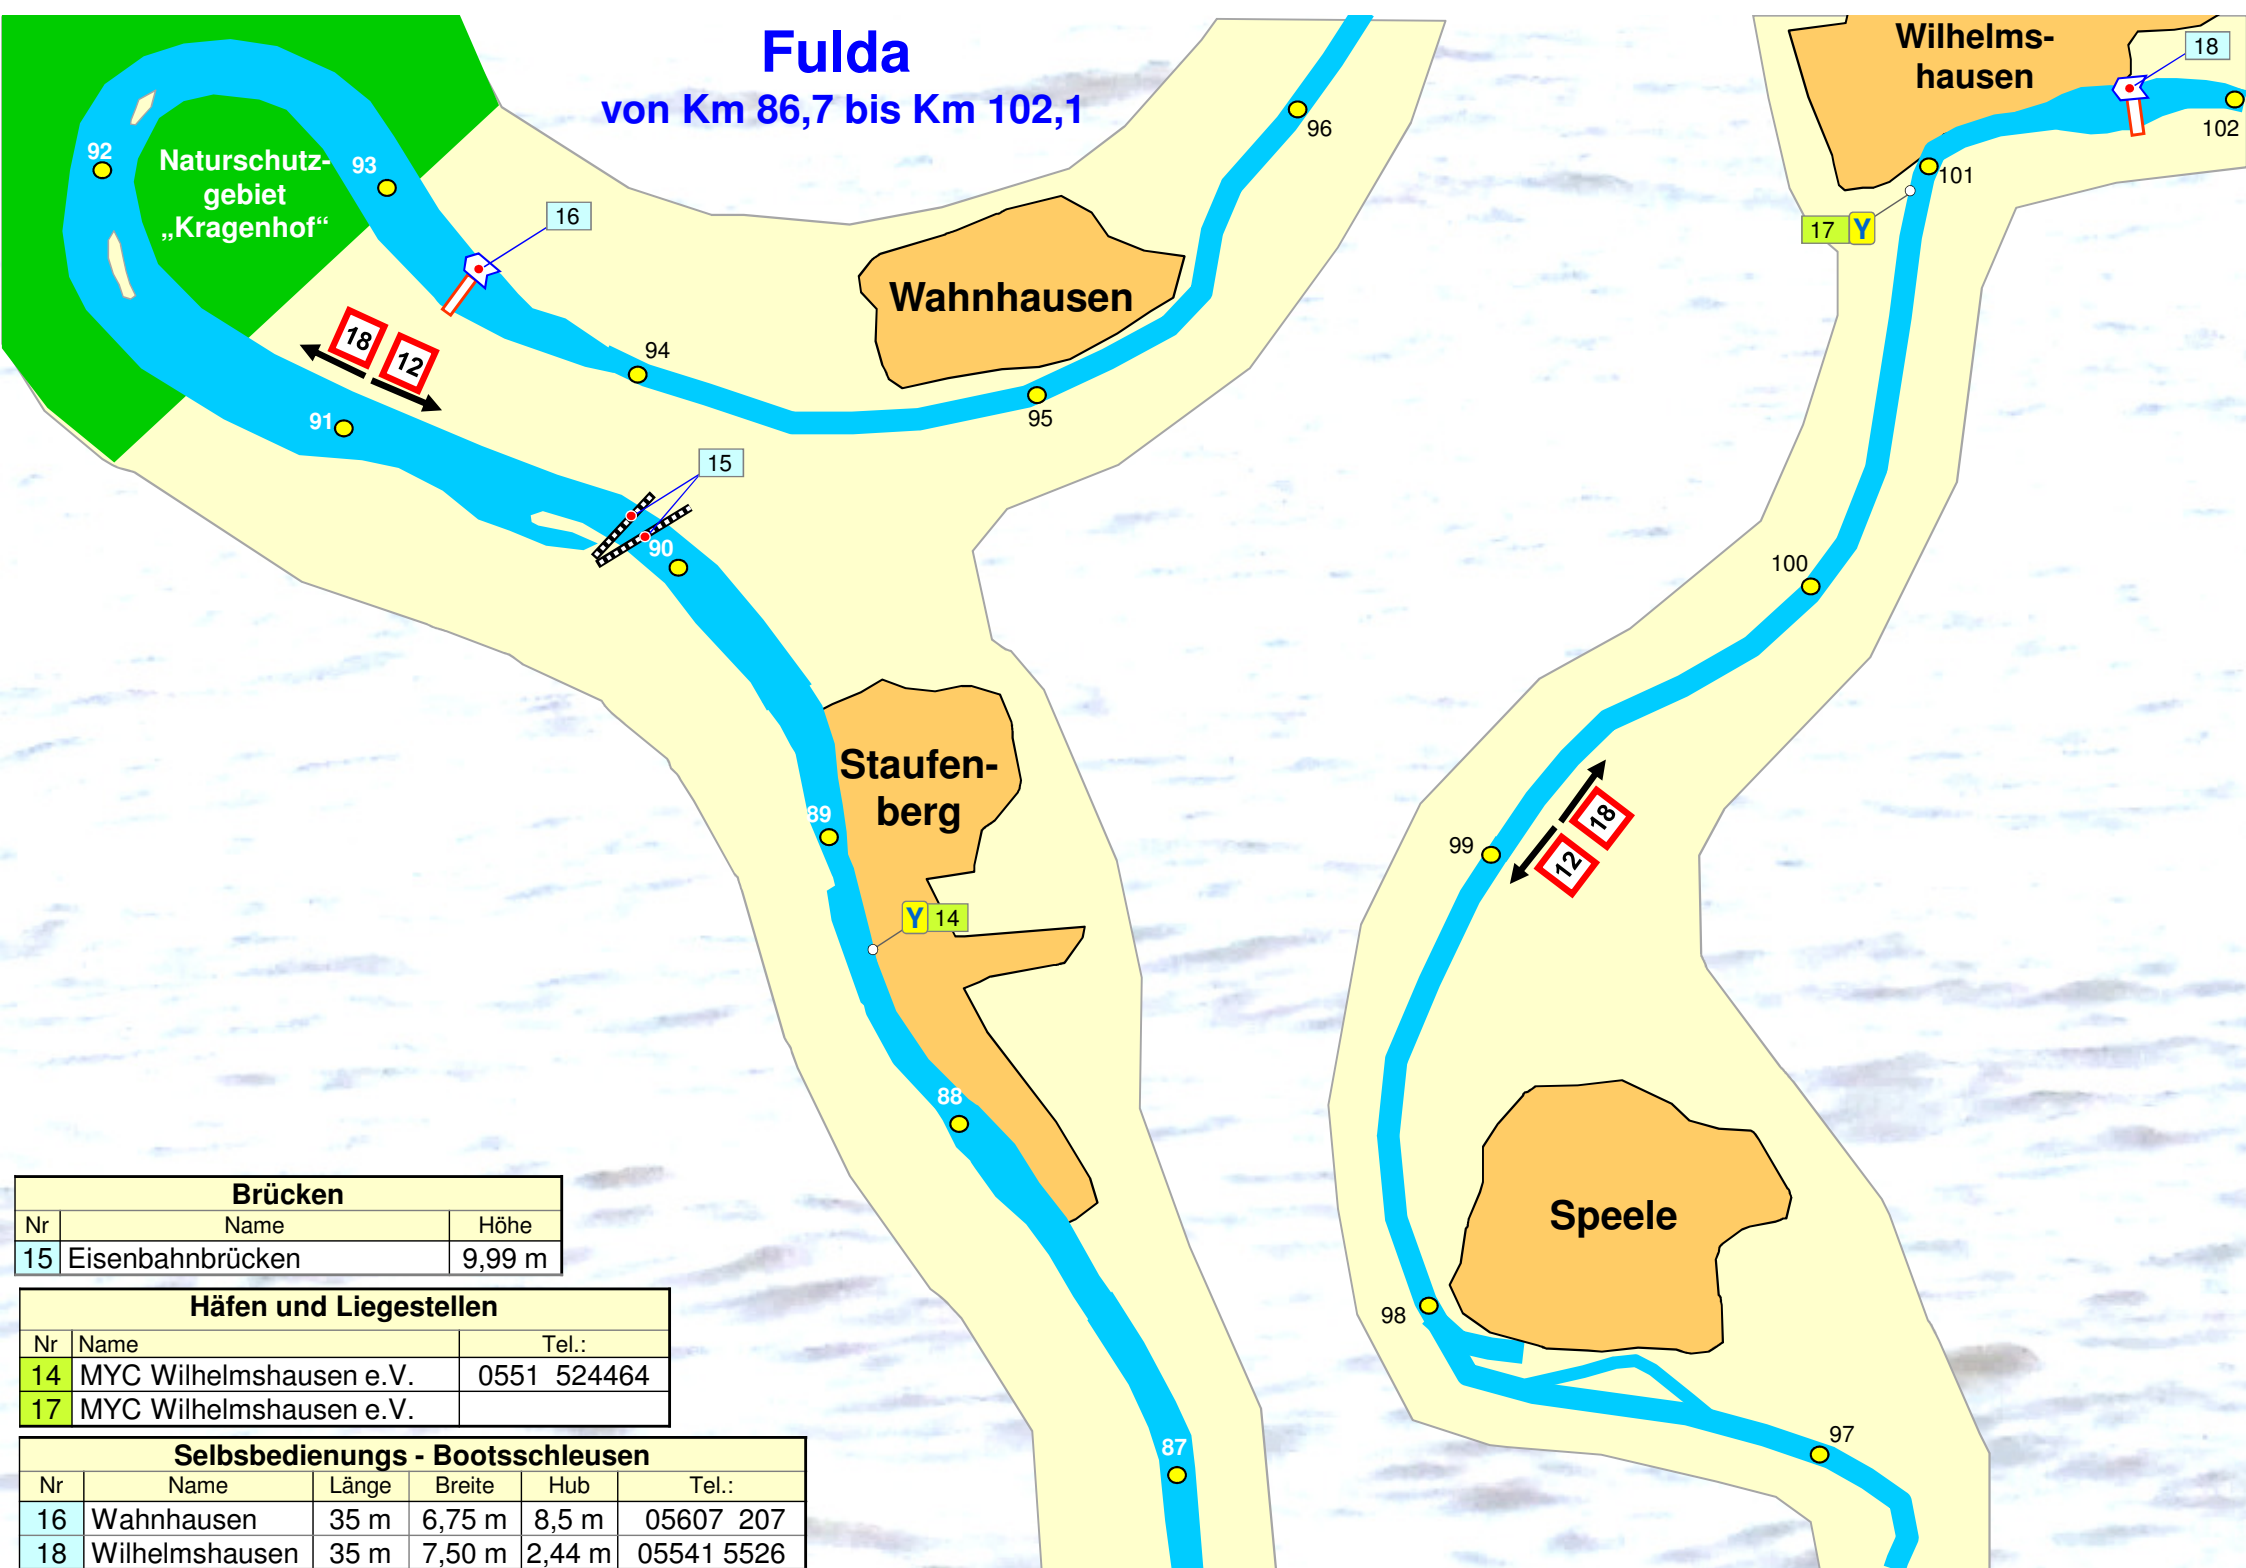 Fulda
von Km 86,7 bis Km 102,1
Wilhelms-
hausen
18
102
101
17 Y
96
92
93
Naturschutz-
gebiet
„Kragenhof“
16
Wahnhausen
18
12
94
95
91
15
90
100
Staufen-
berg
89
99
18
12
Y 14
88
Speele
98
97
87
Brücken
Nr Name Höhe
15 Eisenbahnbrücken 9,99 m
Häfen und Liegestellen
Nr Name Tel.:
14 MYC Wilhelmshausen e.V. 0551 524464
17 MYC Wilhelmshausen e.V.
Selbsbedienungs - Bootsschleusen
Nr Name Länge Breite Hub Tel.:
16 Wahnhausen 35 m 6,75 m 8,5 m 05607 207
18 Wilhelmshausen 35 m 7,50 m 2,44 m 05541 5526